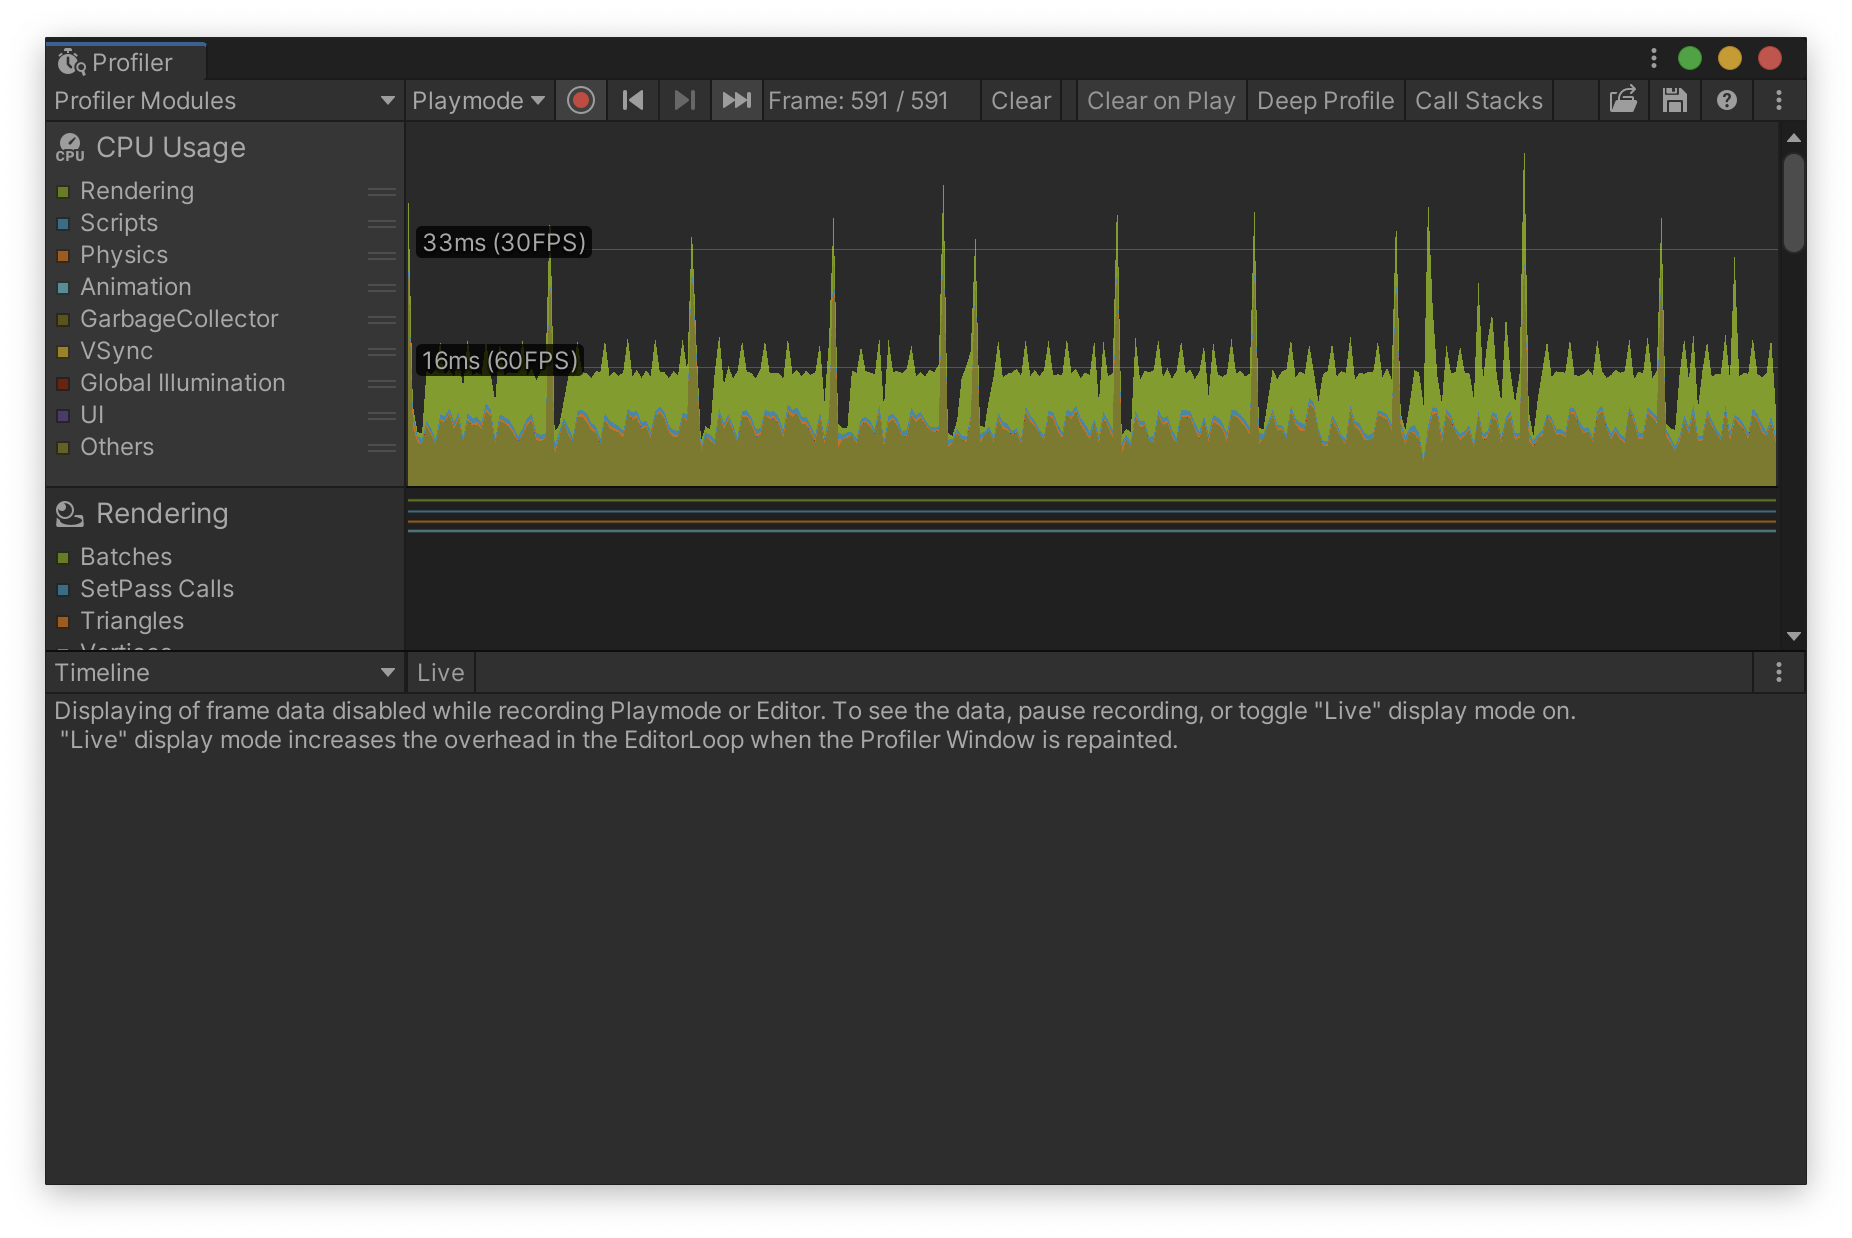 Profiler
Profiler Modules
Playmode
Frame: 591 / 591
Clear
Clear on Play
Deep Profile
Call Stacks
CPU
CPU Usage
Rendering
Scripts
Physics
Animation
GarbageCollector
VSync
Global Illumination
UI
Others
33ms (30FPS)
16ms (60FPS)
Rendering
Batches
SetPass Calls
Triangles
Vertices
Timeline
Live
Displaying of frame data disabled while recording Playmode or Editor. To see the data, pause recording, or toggle "Live" display mode on.
"Live" display mode increases the overhead in the EditorLoop when the Profiler Window is repainted.